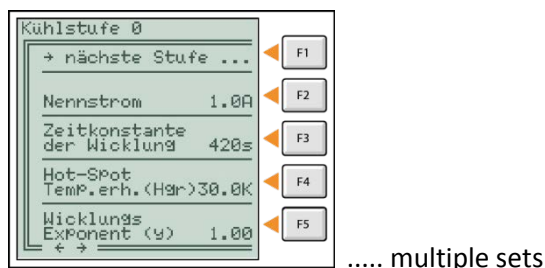 Kühlstufe 0
→ nächste Stufe ...
F1
Nennstrom 1.0A
F2
Zeitkonstante
der Wicklung 420s
F3
Hot-Spot
Temp.erh.(Hgr)30.0K
F4
Wicklungs
Exponent (y) 1.00
F5
← →
..... multiple sets